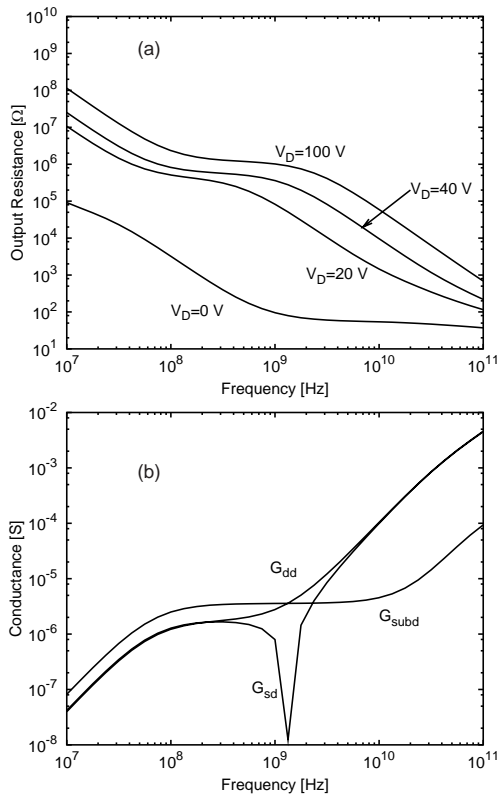 (a)
Output Resistance [Ω]
10^10
10^9
10^8
10^7
10^6
10^5
10^4
10^3
10^2
10^1
V_D=100 V
V_D=40 V
V_D=20 V
V_D=0 V
10^7 10^8 10^9 10^10 10^11
Frequency [Hz]
(b)
Conductance [S]
10^-2
10^-3
10^-4
10^-5
10^-6
10^-7
10^-8
G_dd
G_subd
G_sd
10^7 10^8 10^9 10^10 10^11
Frequency [Hz]